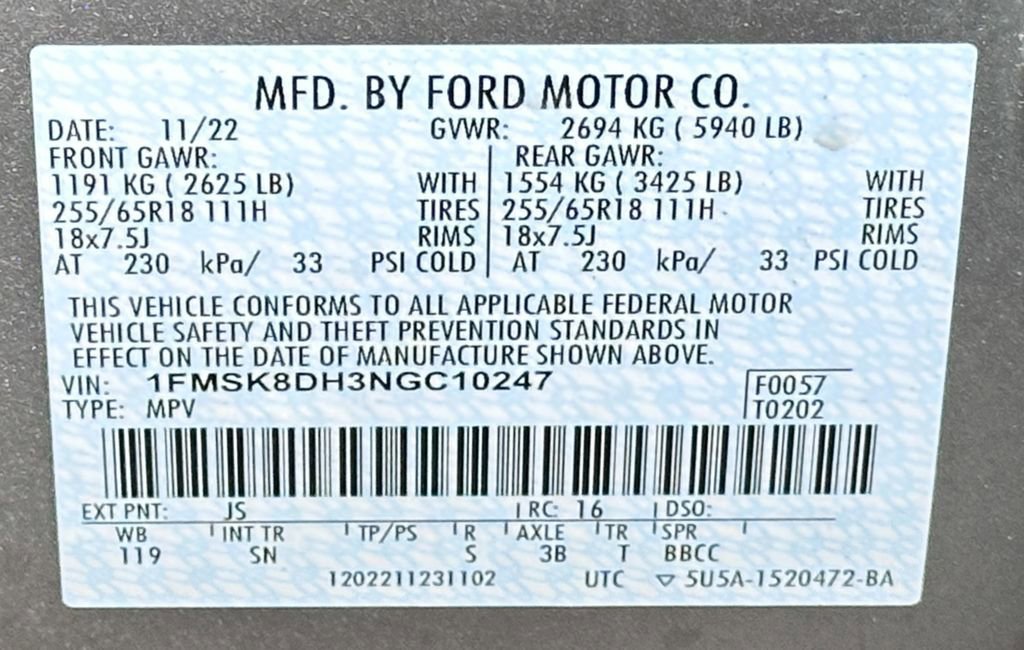 MFD. BY FORD MOTOR CO.
DATE: 11/22 GVWR: 2694 KG ( 5940 LB)
FRONT GAWR: REAR GAWR:
1191 KG ( 2625 LB) WITH 1554 KG ( 3425 LB) WITH
255/65R18 111H TIRES 255/65R18 111H TIRES
18x7.5J RIMS 18x7.5J RIMS
AT 230 kPa/ 33 PSI COLD AT 230 kPa/ 33 PSI COLD
THIS VEHICLE CONFORMS TO ALL APPLICABLE FEDERAL MOTOR
VEHICLE SAFETY AND THEFT PREVENTION STANDARDS IN
EFFECT ON THE DATE OF MANUFACTURE SHOWN ABOVE.
VIN: 1FMSK8DH3NGC10247 F0057
TYPE: MPV T0202
EXT PNT: JS RC: 16 DSO:
WB INT TR TP/PS R AXLE TR SPR
119 SN S 3B T BBCC
1202211231102 UTC ▽ 5U5A-1520472-BA